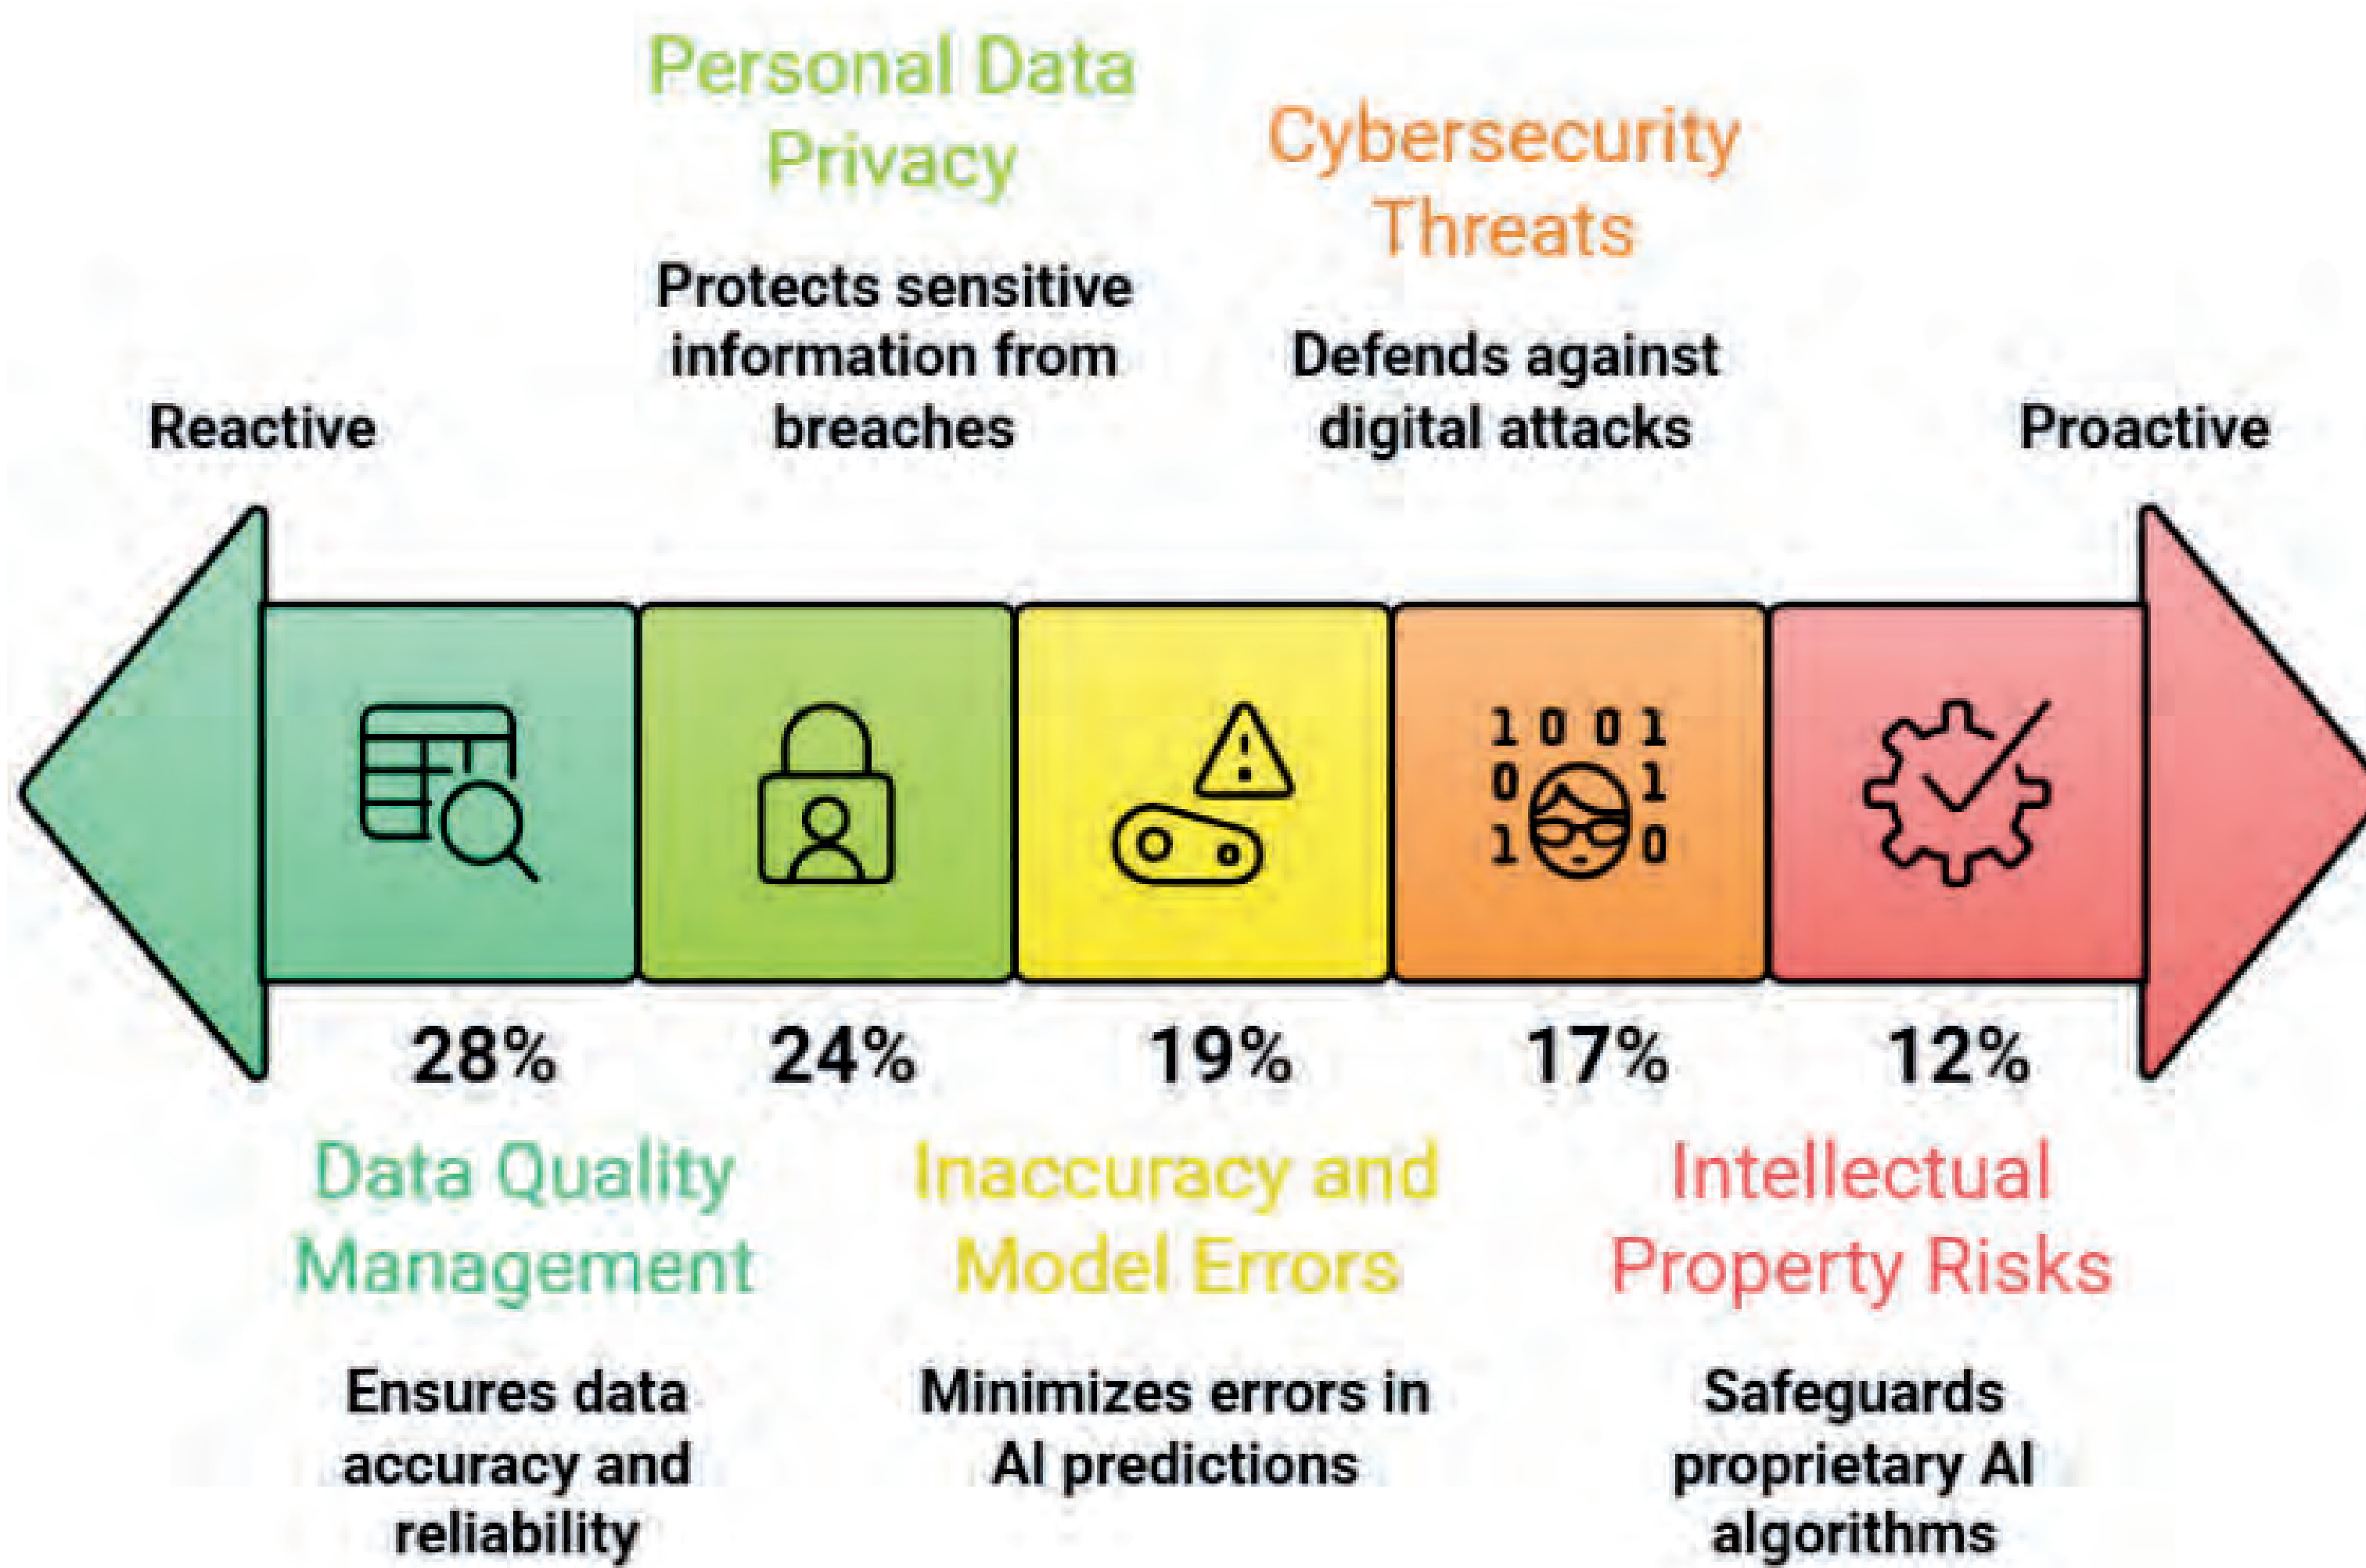 Personal Data
Privacy
Protects sensitive
information from
breaches
Cybersecurity
Threats
Defends against
digital attacks
Reactive
Proactive
1 0 0 1
0 1
1 0
28%
24%
19%
17%
12%
Data Quality
Management
Ensures data
accuracy and
reliability
Inaccuracy and
Model Errors
Minimizes errors in
AI predictions
Intellectual
Property Risks
Safeguards
proprietary AI
algorithms